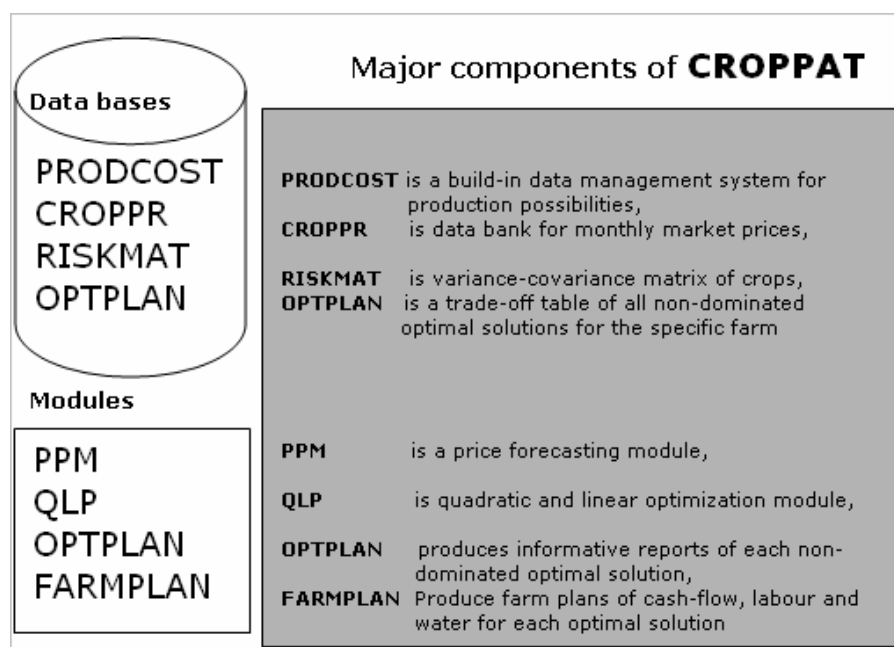 Major components of CROPPAT
Data bases
PRODCOST
CROPPR
RISKMAT
OPTPLAN
PRODCOST is a build-in data management system for
production possibilities,
CROPPR is data bank for monthly market prices,
RISKMAT is variance-covariance matrix of crops,
OPTPLAN is a trade-off table of all non-dominated
optimal solutions for the specific farm
Modules
PPM
QLP
OPTPLAN
FARMPLAN
PPM is a price forecasting module,
QLP is quadratic and linear optimization module,
OPTPLAN produces informative reports of each non-
dominated optimal solution,
FARMPLAN Produce farm plans of cash-flow, labour and
water for each optimal solution